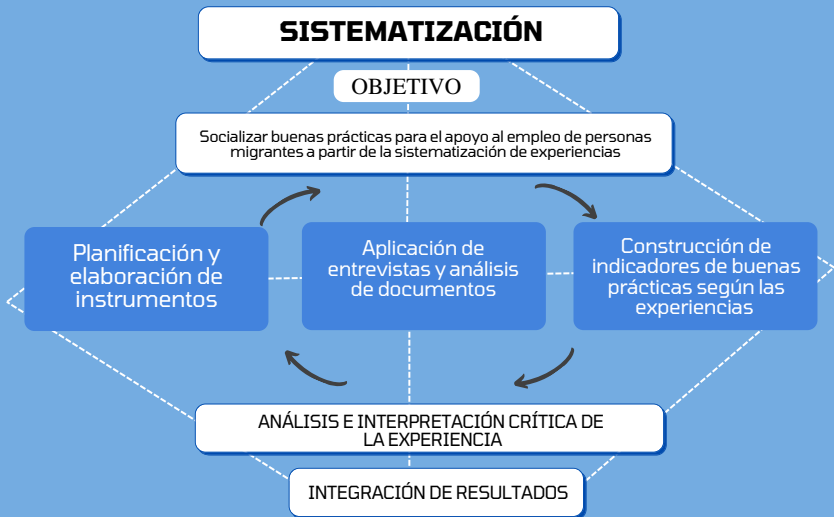 SISTEMATIZACIÓN
OBJETIVO
Socializar buenas prácticas para el apoyo al empleo de personas
migrantes a partir de la sistematización de experiencias
Planificación y
elaboración de
instrumentos
Aplicación de
entrevistas y análisis
de documentos
Construcción de
indicadores de buenas
prácticas según las
experiencias
ANÁLISIS E INTERPRETACIÓN CRÍTICA DE
LA EXPERIENCIA
INTEGRACIÓN DE RESULTADOS